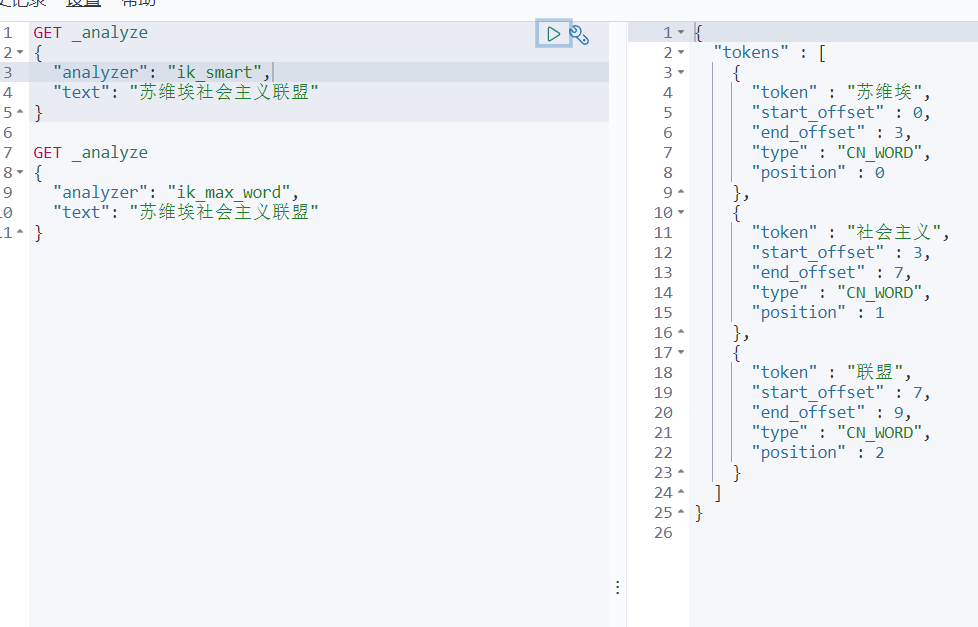 史记录 设置 帮助
1 GET _analyze
2 {
3 "analyzer": "ik_smart",
4 "text": "苏维埃社会主义联盟"
5 }
6
7 GET _analyze
8 {
9 "analyzer": "ik_max_word",
10 "text": "苏维埃社会主义联盟"
11 }
1 {
2 "tokens" : [
3 {
4 "token" : "苏维埃",
5 "start_offset" : 0,
6 "end_offset" : 3,
7 "type" : "CN_WORD",
8 "position" : 0
9 },
10 {
11 "token" : "社会主义",
12 "start_offset" : 3,
13 "end_offset" : 7,
14 "type" : "CN_WORD",
15 "position" : 1
16 },
17 {
18 "token" : "联盟",
19 "start_offset" : 7,
20 "end_offset" : 9,
21 "type" : "CN_WORD",
22 "position" : 2
23 }
24 ]
25 }
26